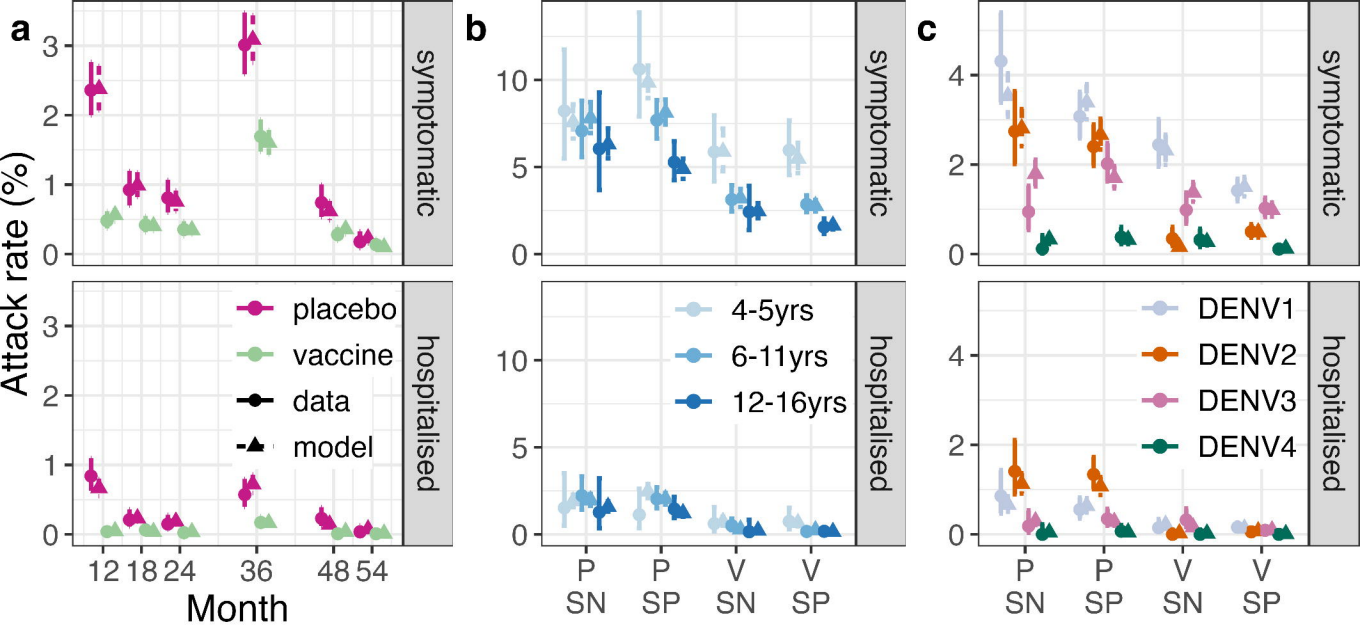 a
b
c
Attack rate (%)
3
2
1
0
symptomatic
10
5
0
symptomatic
4
2
0
symptomatic
3
2
1
0
placebo
vaccine
data
model
hospitalised
10
5
0
4-5yrs
6-11yrs
12-16yrs
hospitalised
4
2
0
DENV1
DENV2
DENV3
DENV4
hospitalised
12 18 24 36 48 54
Month
P P V V
SN SP SN SP
P P V V
SN SP SN SP